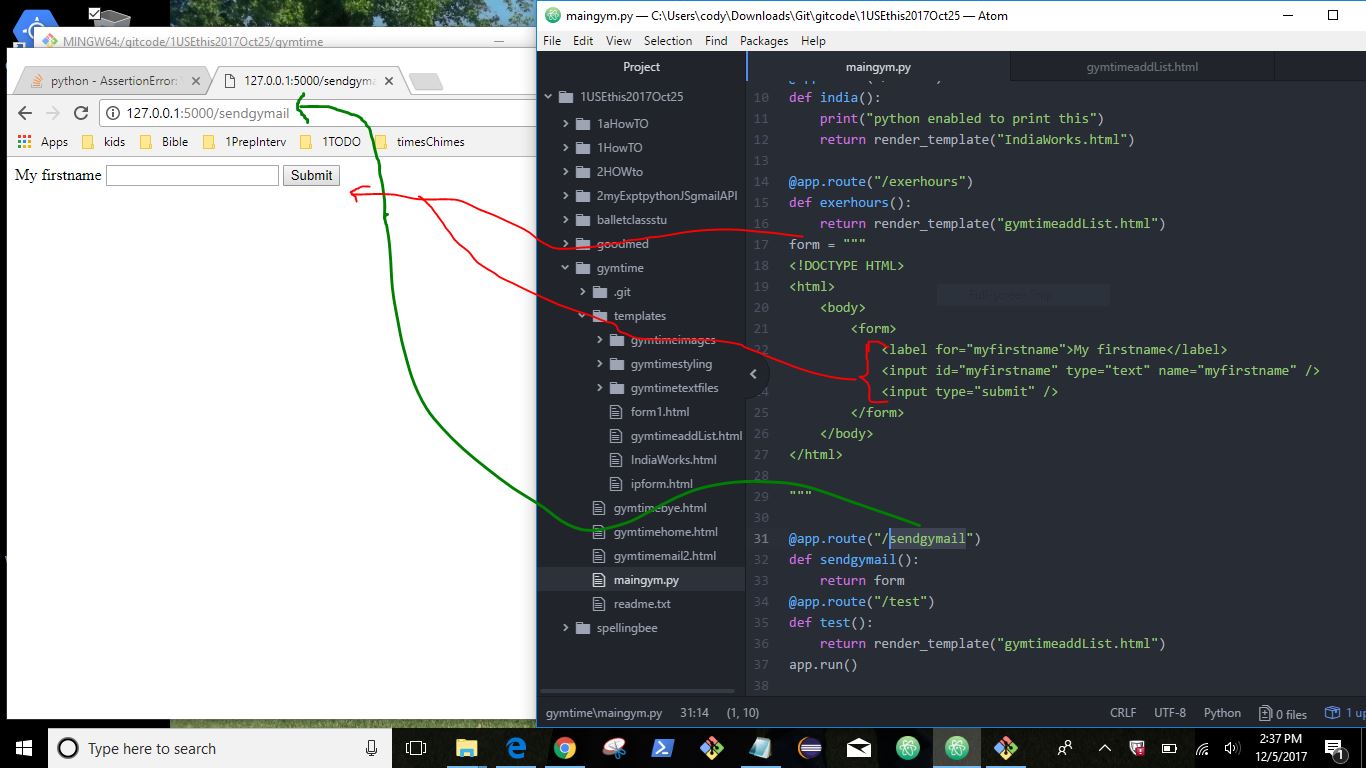 MINGW64:/gitcode/1USEthis2017Oct25/gymtime
python - AssertionError:
127.0.0.1:5000/sendgyma
127.0.0.1:5000/sendgymail
Apps kids Bible 1PrepInterv 1TODO timesChimes
My firstname Submit
maingym.py — C:\Users\cody\Downloads\Git\gitcode\1USEthis2017Oct25 — Atom
File Edit View Selection Find Packages Help
Project
1USEthis2017Oct25
1aHowTO
1HowTO
2HOWto
2myExptpythonJSgmailAPI
balletclassstu
goodmed
gymtime
.git
templates
gymtimeimages
gymtimestyling
gymtimetextfiles
form1.html
gymtimeaddList.html
IndiaWorks.html
ipform.html
gymtimebye.html
gymtimehome.html
gymtimemail2.html
maingym.py
readme.txt
spellingbee
maingym.py gymtimeaddList.html
10 def india():
11 print("python enabled to print this")
12 return render_template("IndiaWorks.html")
13
14 @app.route("/exerhours")
15 def exerhours():
16 return render_template("gymtimeaddList.html")
17 form = """
18 <!DOCTYPE HTML>
19 <html>
20 <body>
21 <form>
22 <label for="myfirstname">My firstname</label>
<input id="myfirstname" type="text" name="myfirstname" />
24 <input type="submit" />
25 </form>
26 </body>
27 </html>
28
29 """
30
31 @app.route("/sendgymail")
32 def sendgymail():
33 return form
34 @app.route("/test")
35 def test():
36 return render_template("gymtimeaddList.html")
37 app.run()
38
gymtime\maingym.py 31:14 (1, 10) CRLF UTF-8 Python 0 files 1 up
Type here to search
2:37 PM
12/5/2017
1